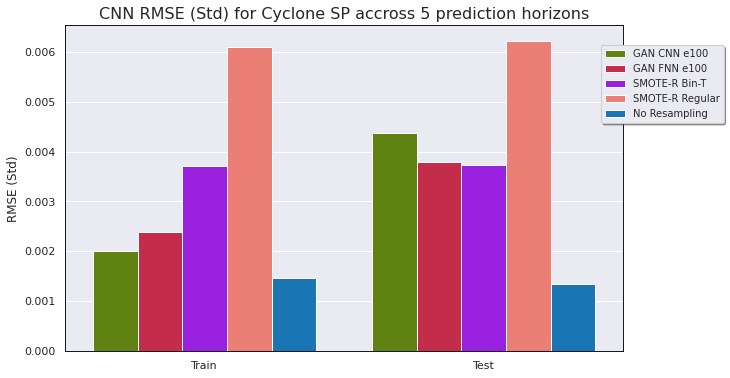 CNN RMSE (Std) for Cyclone SP accross 5 prediction horizons
GAN CNN e100
GAN FNN e100
SMOTE-R Bin-T
SMOTE-R Regular
No Resampling
RMSE (Std)
0.006
0.005
0.004
0.003
0.002
0.001
0.000
Train
Test